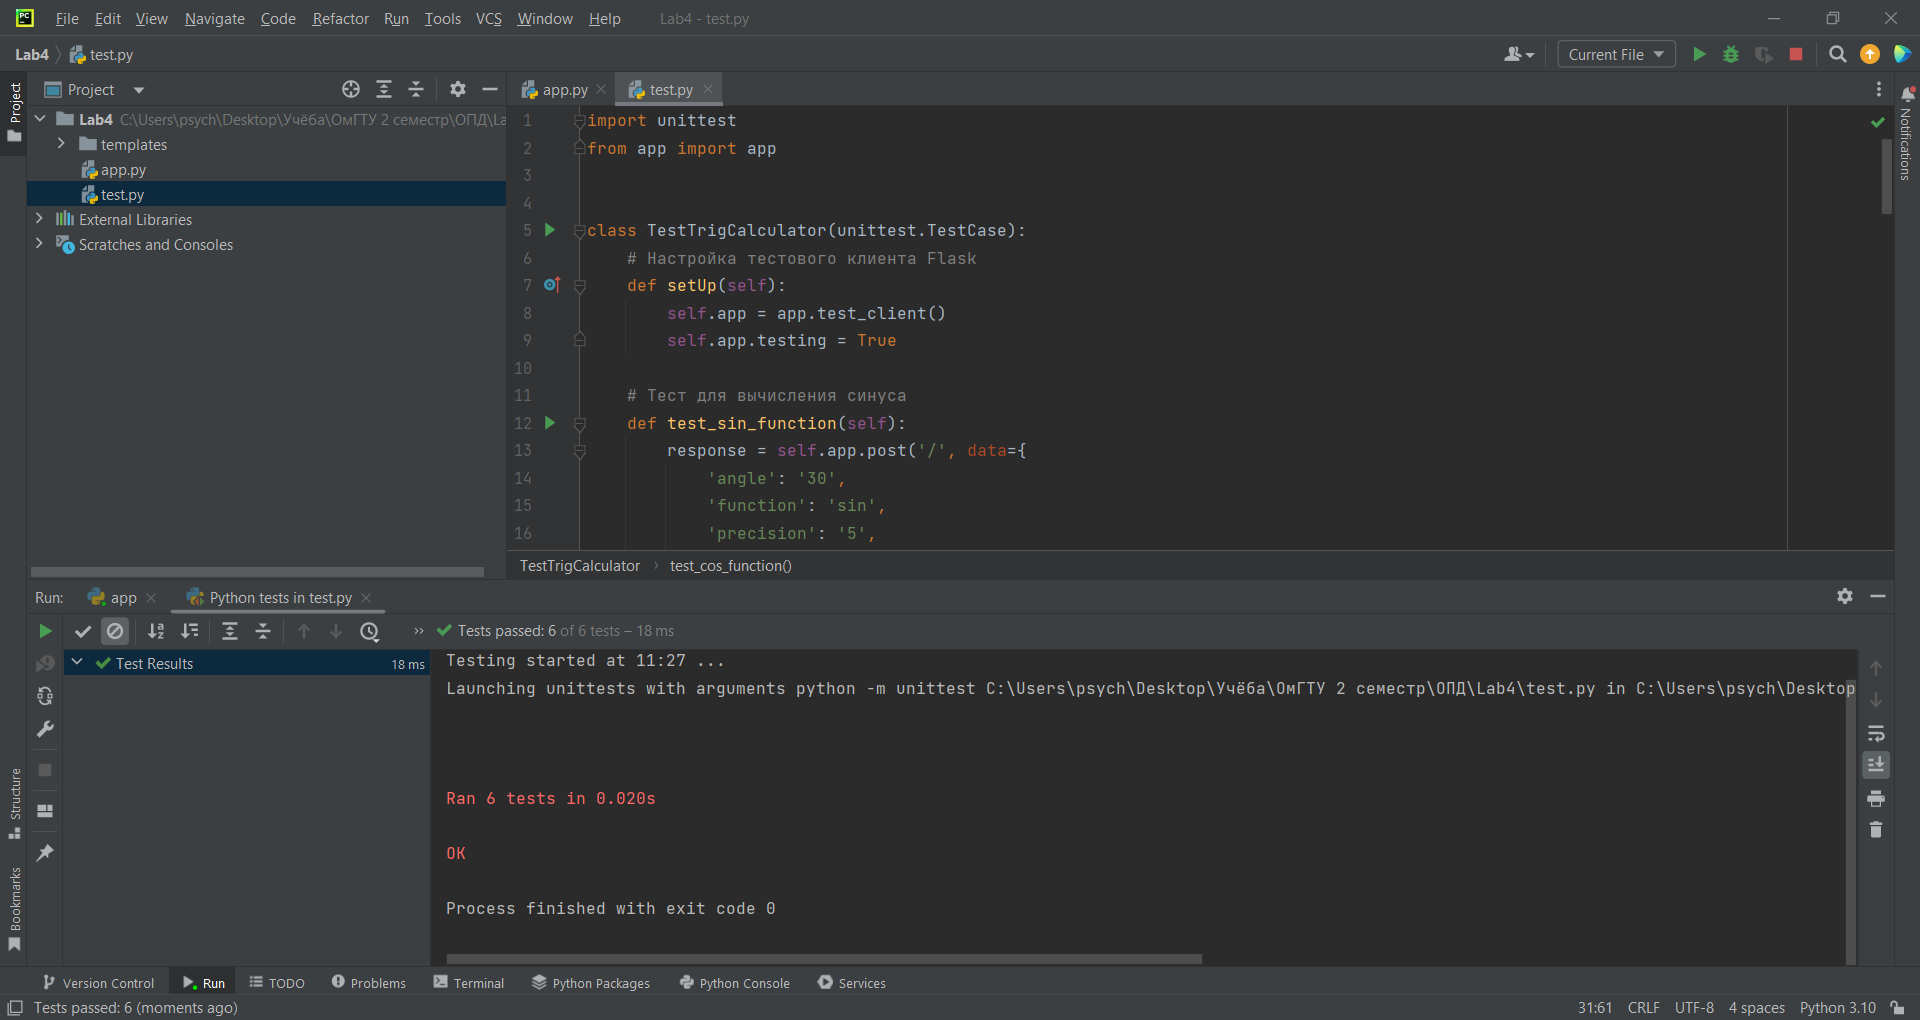 PC
File Edit View Navigate Code Refactor Run Tools VCS Window Help Lab4 - test.py
Lab4 test.py
Current File
Project
Project
app.py
test.py
Notifications
Lab4 C:\Users\psych\Desktop\Учёба\ОмГТУ 2 семестр\ОПД\La
templates
app.py
test.py
External Libraries
Scratches and Consoles
1 import unittest
2 from app import app
3
4
5 class TestTrigCalculator(unittest.TestCase):
6 # Настройка тестового клиента Flask
7 def setUp(self):
8 self.app = app.test_client()
9 self.app.testing = True
10
11 # Тест для вычисления синуса
12 def test_sin_function(self):
13 response = self.app.post('/', data={
14 'angle': '30',
15 'function': 'sin',
16 'precision': '5',
TestTrigCalculator › test_cos_function()
Run: app Python tests in test.py
» Tests passed: 6 of 6 tests – 18 ms
Test Results 18 ms
Testing started at 11:27 ...
Launching unittests with arguments python -m unittest C:\Users\psych\Desktop\Учёба\ОмГТУ 2 семестр\ОПД\Lab4\test.py in C:\Users\psych\Desktop
Ran 6 tests in 0.020s
OK
Process finished with exit code 0
Structure
Bookmarks
Version Control Run TODO Problems Terminal Python Packages Python Console Services
Tests passed: 6 (moments ago) 31:61 CRLF UTF-8 4 spaces Python 3.10